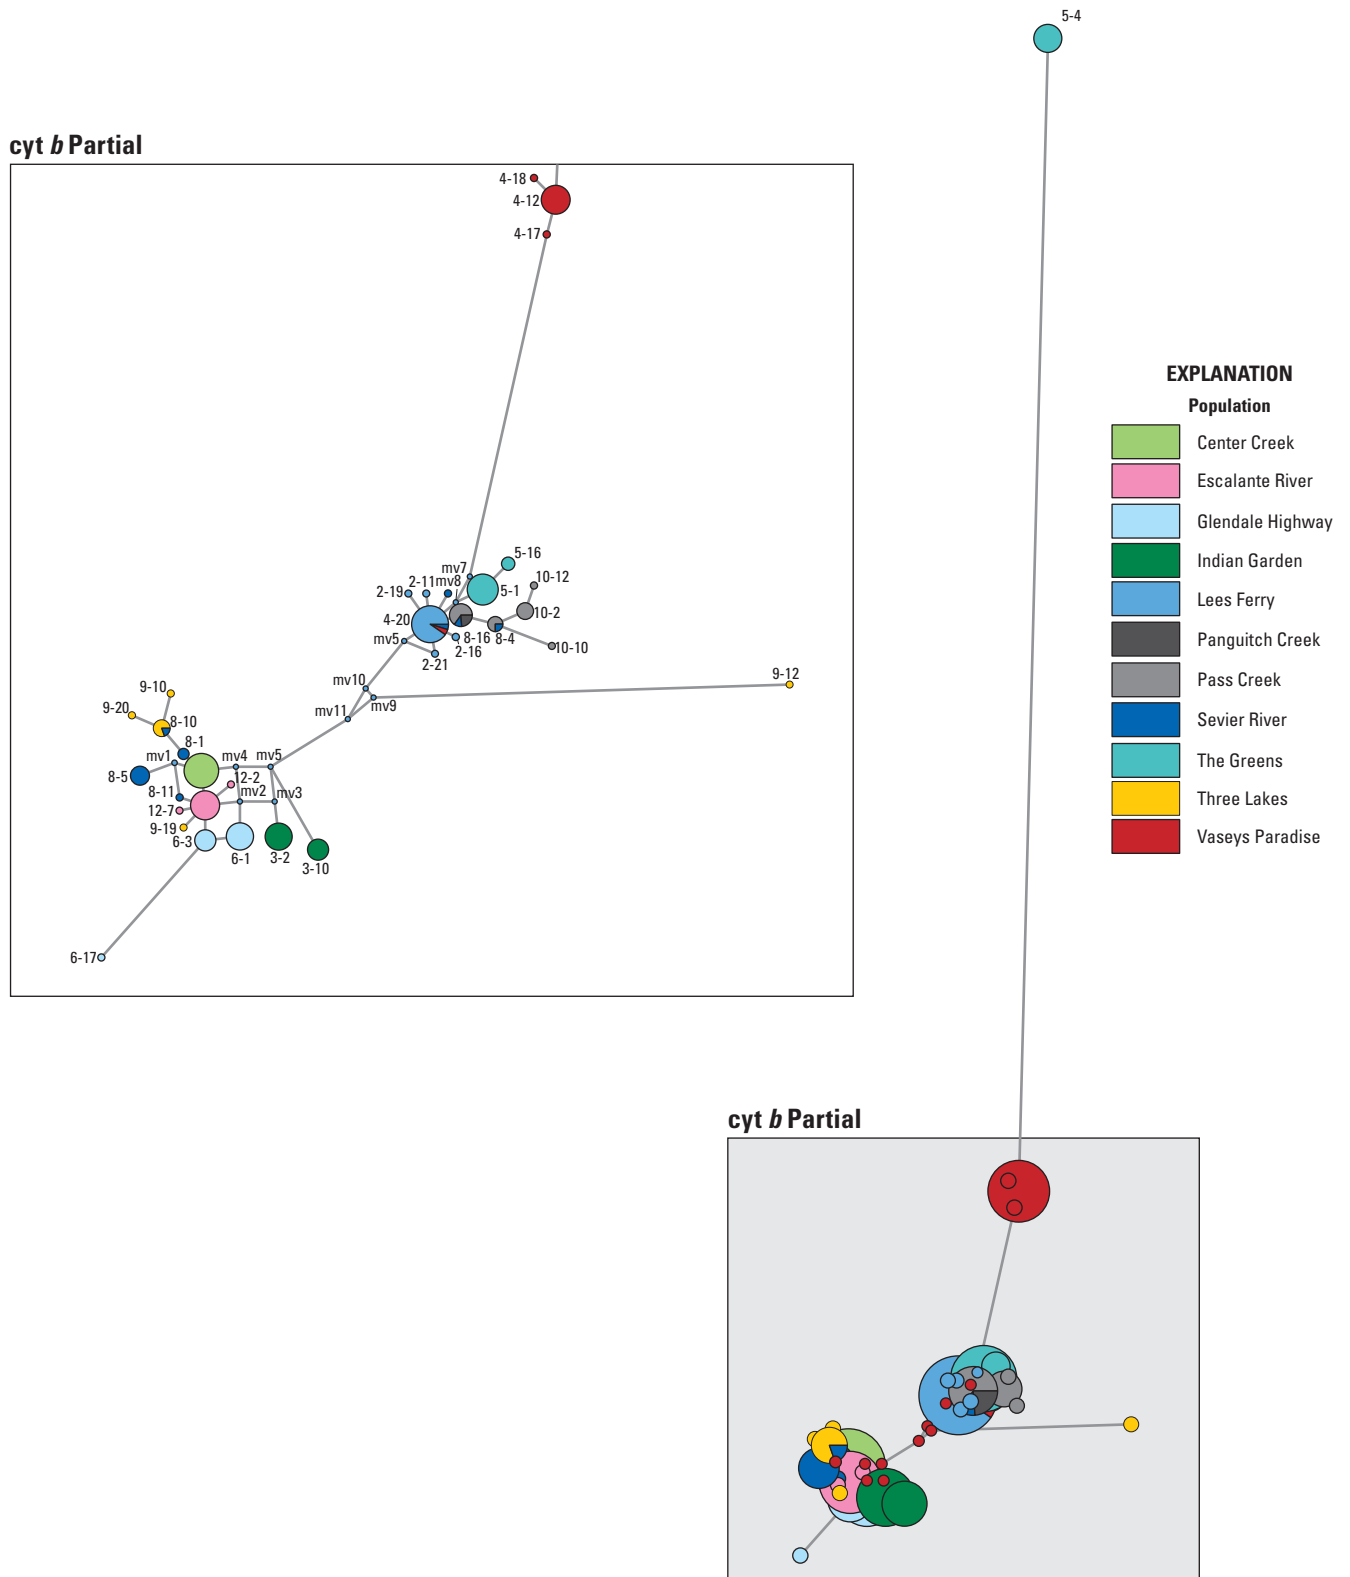 5-4
cyt b Partial
4-18
4-12
4-17
5-16
mv7
2-11
mv8
10-12
2-19
5-1
10-2
4-20
8-16
8-4
mv5
2-16
10-10
2-21
mv10
9-12
9-10
mv9
9-20
mv11
8-10
8-1
mv1
mv4
mv5
8-5
12-2
mv2
mv3
8-11
12-7
9-19
6-3
6-1
3-2
3-10
6-17
EXPLANATION
Population
Center Creek
Escalante River
Glendale Highway
Indian Garden
Lees Ferry
Panguitch Creek
Pass Creek
Sevier River
The Greens
Three Lakes
Vaseys Paradise
cyt b Partial